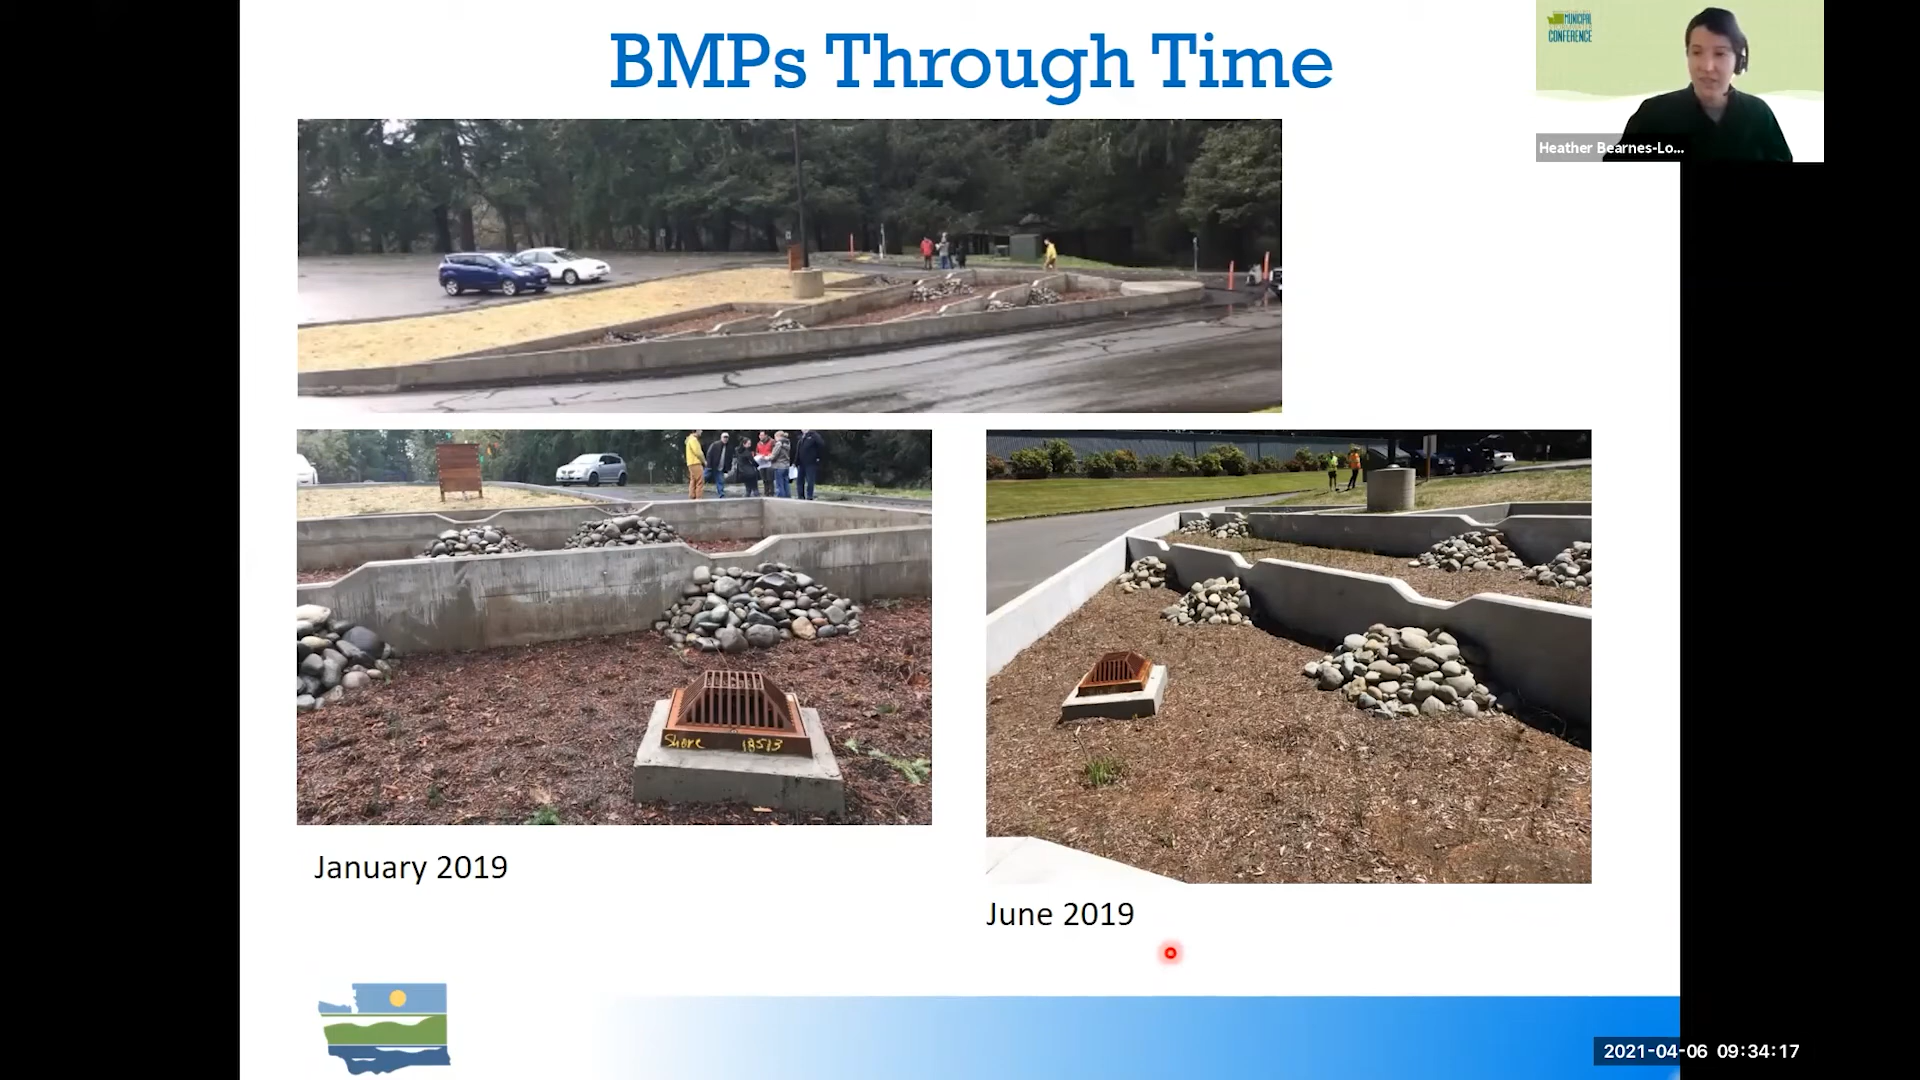 BMPs Through Time
MUNICIPAL
CONFERENCE
Heather Bearnes-Lo...
Shore 18513
January 2019
June 2019
2021-04-06 09:34:17